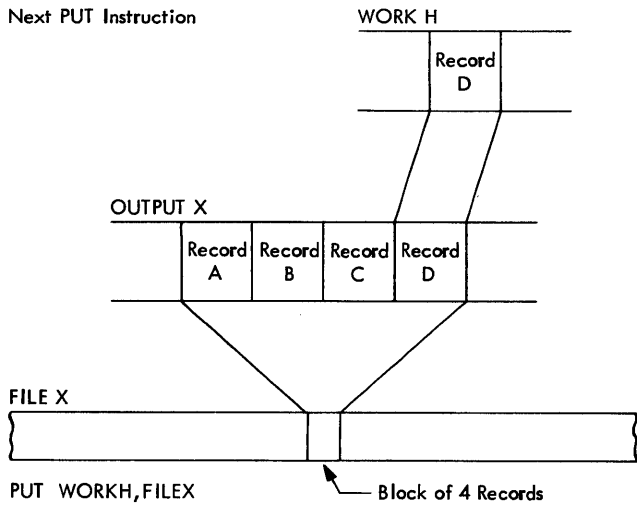 Next PUT Instruction
WORK H
Record
D
OUTPUT X
Record
A
Record
B
Record
C
Record
D
FILE X
PUT WORKH,FILEX
Block of 4 Records